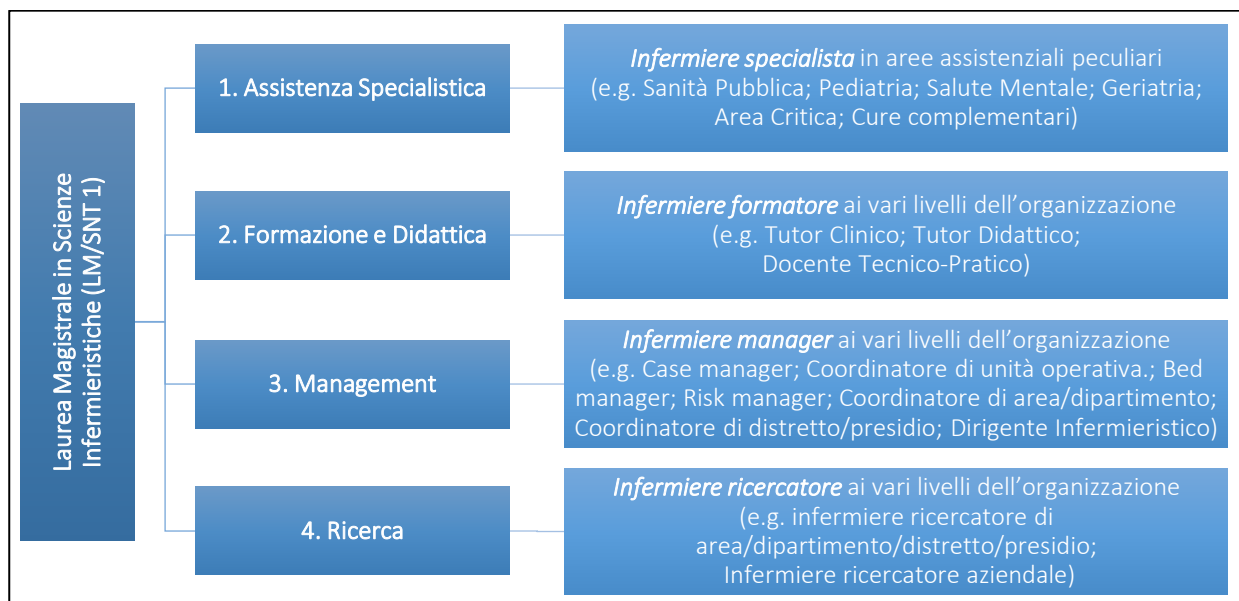 Laurea Magistrale in Scienze
Infermieristiche (LM/SNT 1)
1. Assistenza Specialistica
Infermiere specialista in aree assistenziali peculiari
(e.g. Sanità Pubblica; Pediatria; Salute Mentale; Geriatria;
Area Critica; Cure complementari)
2. Formazione e Didattica
Infermiere formatore ai vari livelli dell’organizzazione
(e.g. Tutor Clinico; Tutor Didattico;
Docente Tecnico-Pratico)
3. Management
Infermiere manager ai vari livelli dell’organizzazione
(e.g. Case manager; Coordinatore di unità operativa.; Bed
manager; Risk manager; Coordinatore di area/dipartimento;
Coordinatore di distretto/presidio; Dirigente Infermieristico)
4. Ricerca
Infermiere ricercatore ai vari livelli dell’organizzazione
(e.g. infermiere ricercatore di
area/dipartimento/distretto/presidio;
Infermiere ricercatore aziendale)